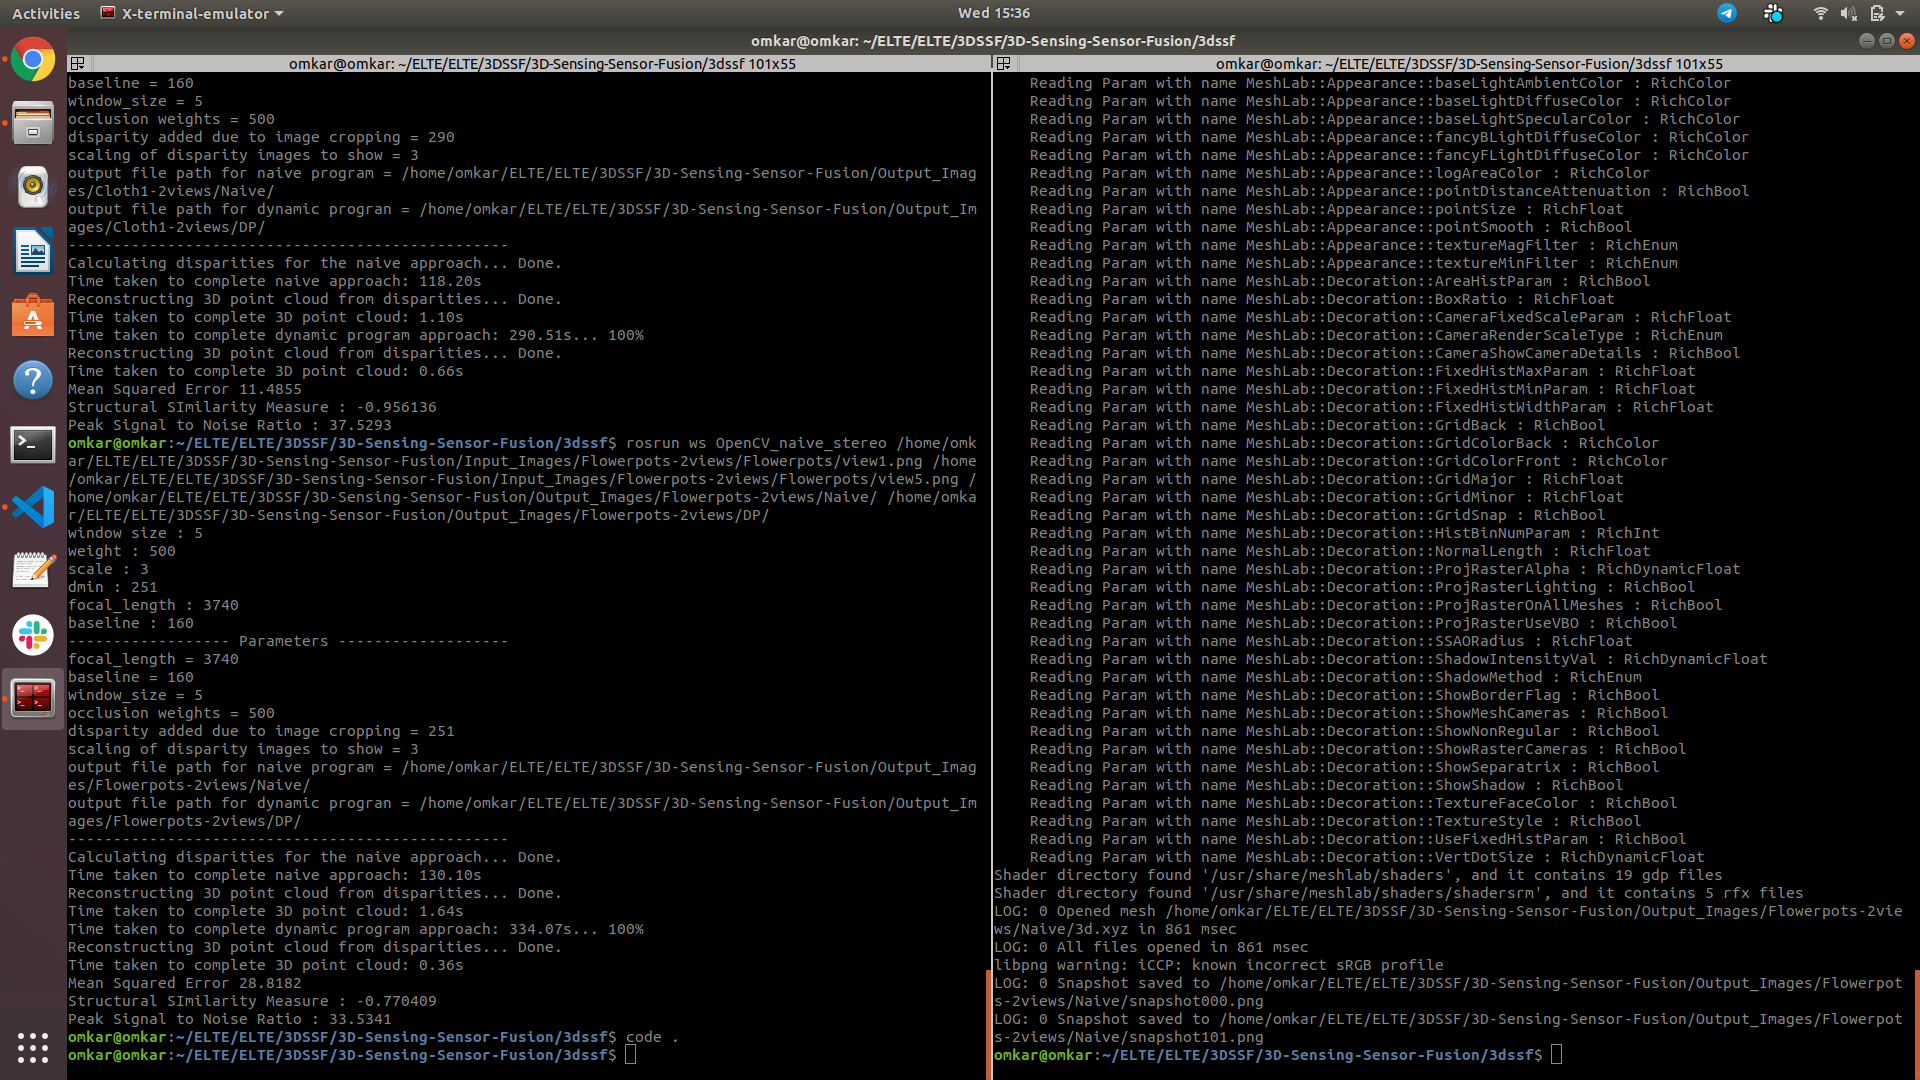 Activities
X-terminal-emulator
Wed 15:36
omkar@omkar: ~/ELTE/ELTE/3DSSF/3D-Sensing-Sensor-Fusion/3dssf
omkar@omkar: ~/ELTE/ELTE/3DSSF/3D-Sensing-Sensor-Fusion/3dssf 101x55
baseline = 160
window_size = 5
occlusion weights = 500
disparity added due to image cropping = 290
scaling of disparity images to show = 3
output file path for naive program = /home/omkar/ELTE/ELTE/3DSSF/3D-Sensing-Sensor-Fusion/Output_Imag
es/Cloth1-2views/Naive/
output file path for dynamic progran = /home/omkar/ELTE/ELTE/3DSSF/3D-Sensing-Sensor-Fusion/Output_Im
ages/Cloth1-2views/DP/
-------------------------------------------------
Calculating disparities for the naive approach... Done.
Time taken to complete naive approach: 118.20s
Reconstructing 3D point cloud from disparities... Done.
Time taken to complete 3D point cloud: 1.10s
Time taken to complete dynamic program approach: 290.51s... 100%
Reconstructing 3D point cloud from disparities... Done.
Time taken to complete 3D point cloud: 0.66s
Mean Squared Error 11.4855
Structural SImilarity Measure : -0.956136
Peak Signal to Noise Ratio : 37.5293
omkar@omkar:~/ELTE/ELTE/3DSSF/3D-Sensing-Sensor-Fusion/3dssf$ rosrun ws OpenCV_naive_stereo /home/omk
ar/ELTE/ELTE/3DSSF/3D-Sensing-Sensor-Fusion/Input_Images/Flowerpots-2views/Flowerpots/view1.png /home
/omkar/ELTE/ELTE/3DSSF/3D-Sensing-Sensor-Fusion/Input_Images/Flowerpots-2views/Flowerpots/view5.png /
home/omkar/ELTE/ELTE/3DSSF/3D-Sensing-Sensor-Fusion/Output_Images/Flowerpots-2views/Naive/ /home/omka
r/ELTE/ELTE/3DSSF/3D-Sensing-Sensor-Fusion/Output_Images/Flowerpots-2views/DP/
window size : 5
weight : 500
scale : 3
dmin : 251
focal_length : 3740
baseline : 160
------------------ Parameters -------------------
focal_length = 3740
baseline = 160
window_size = 5
occlusion weights = 500
disparity added due to image cropping = 251
scaling of disparity images to show = 3
output file path for naive program = /home/omkar/ELTE/ELTE/3DSSF/3D-Sensing-Sensor-Fusion/Output_Imag
es/Flowerpots-2views/Naive/
output file path for dynamic progran = /home/omkar/ELTE/ELTE/3DSSF/3D-Sensing-Sensor-Fusion/Output_Im
ages/Flowerpots-2views/DP/
-------------------------------------------------
Calculating disparities for the naive approach... Done.
Time taken to complete naive approach: 130.10s
Reconstructing 3D point cloud from disparities... Done.
Time taken to complete 3D point cloud: 1.64s
Time taken to complete dynamic program approach: 334.07s... 100%
Reconstructing 3D point cloud from disparities... Done.
Time taken to complete 3D point cloud: 0.36s
Mean Squared Error 28.8182
Structural SImilarity Measure : -0.770409
Peak Signal to Noise Ratio : 33.5341
omkar@omkar:~/ELTE/ELTE/3DSSF/3D-Sensing-Sensor-Fusion/3dssf$ code .
omkar@omkar:~/ELTE/ELTE/3DSSF/3D-Sensing-Sensor-Fusion/3dssf$
omkar@omkar: ~/ELTE/ELTE/3DSSF/3D-Sensing-Sensor-Fusion/3dssf 101x55
Reading Param with name MeshLab::Appearance::baseLightAmbientColor : RichColor
Reading Param with name MeshLab::Appearance::baseLightDiffuseColor : RichColor
Reading Param with name MeshLab::Appearance::baseLightSpecularColor : RichColor
Reading Param with name MeshLab::Appearance::fancyBLightDiffuseColor : RichColor
Reading Param with name MeshLab::Appearance::fancyFLightDiffuseColor : RichColor
Reading Param with name MeshLab::Appearance::logAreaColor : RichColor
Reading Param with name MeshLab::Appearance::pointDistanceAttenuation : RichBool
Reading Param with name MeshLab::Appearance::pointSize : RichFloat
Reading Param with name MeshLab::Appearance::pointSmooth : RichBool
Reading Param with name MeshLab::Appearance::textureMagFilter : RichEnum
Reading Param with name MeshLab::Appearance::textureMinFilter : RichEnum
Reading Param with name MeshLab::Decoration::AreaHistParam : RichBool
Reading Param with name MeshLab::Decoration::BoxRatio : RichFloat
Reading Param with name MeshLab::Decoration::CameraFixedScaleParam : RichFloat
Reading Param with name MeshLab::Decoration::CameraRenderScaleType : RichEnum
Reading Param with name MeshLab::Decoration::CameraShowCameraDetails : RichBool
Reading Param with name MeshLab::Decoration::FixedHistMaxParam : RichFloat
Reading Param with name MeshLab::Decoration::FixedHistMinParam : RichFloat
Reading Param with name MeshLab::Decoration::FixedHistWidthParam : RichFloat
Reading Param with name MeshLab::Decoration::GridBack : RichBool
Reading Param with name MeshLab::Decoration::GridColorBack : RichColor
Reading Param with name MeshLab::Decoration::GridColorFront : RichColor
Reading Param with name MeshLab::Decoration::GridMajor : RichFloat
Reading Param with name MeshLab::Decoration::GridMinor : RichFloat
Reading Param with name MeshLab::Decoration::GridSnap : RichBool
Reading Param with name MeshLab::Decoration::HistBinNumParam : RichInt
Reading Param with name MeshLab::Decoration::NormalLength : RichFloat
Reading Param with name MeshLab::Decoration::ProjRasterAlpha : RichDynamicFloat
Reading Param with name MeshLab::Decoration::ProjRasterLighting : RichBool
Reading Param with name MeshLab::Decoration::ProjRasterOnAllMeshes : RichBool
Reading Param with name MeshLab::Decoration::ProjRasterUseVBO : RichBool
Reading Param with name MeshLab::Decoration::SSAORadius : RichFloat
Reading Param with name MeshLab::Decoration::ShadowIntensityVal : RichDynamicFloat
Reading Param with name MeshLab::Decoration::ShadowMethod : RichEnum
Reading Param with name MeshLab::Decoration::ShowBorderFlag : RichBool
Reading Param with name MeshLab::Decoration::ShowMeshCameras : RichBool
Reading Param with name MeshLab::Decoration::ShowNonRegular : RichBool
Reading Param with name MeshLab::Decoration::ShowRasterCameras : RichBool
Reading Param with name MeshLab::Decoration::ShowSeparatrix : RichBool
Reading Param with name MeshLab::Decoration::ShowShadow : RichBool
Reading Param with name MeshLab::Decoration::TextureFaceColor : RichBool
Reading Param with name MeshLab::Decoration::TextureStyle : RichBool
Reading Param with name MeshLab::Decoration::UseFixedHistParam : RichBool
Reading Param with name MeshLab::Decoration::VertDotSize : RichDynamicFloat
Shader directory found '/usr/share/meshlab/shaders', and it contains 19 gdp files
Shader directory found '/usr/share/meshlab/shaders/shadersrm', and it contains 5 rfx files
LOG: 0 Opened mesh /home/omkar/ELTE/ELTE/3DSSF/3D-Sensing-Sensor-Fusion/Output_Images/Flowerpots-2vie
ws/Naive/3d.xyz in 861 msec
LOG: 0 All files opened in 861 msec
libpng warning: iCCP: known incorrect sRGB profile
LOG: 0 Snapshot saved to /home/omkar/ELTE/ELTE/3DSSF/3D-Sensing-Sensor-Fusion/Output_Images/Flowerpot
s-2views/Naive/snapshot000.png
LOG: 0 Snapshot saved to /home/omkar/ELTE/ELTE/3DSSF/3D-Sensing-Sensor-Fusion/Output_Images/Flowerpot
s-2views/Naive/snapshot101.png
omkar@omkar:~/ELTE/ELTE/3DSSF/3D-Sensing-Sensor-Fusion/3dssf$